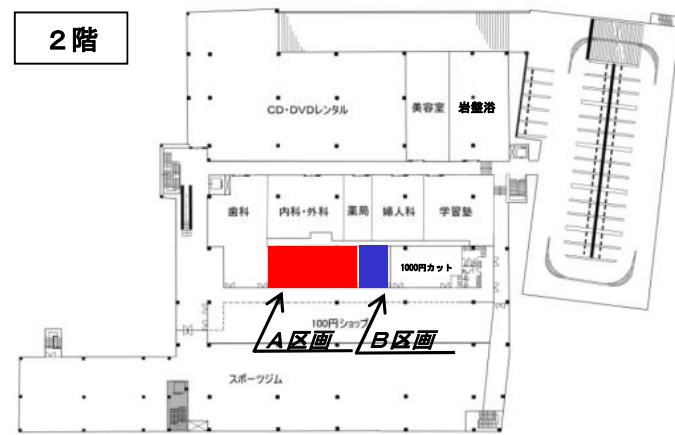 2階
CD・DVDレンタル
美容室
岩盤浴
歯科
内科・外科
薬局
婦人科
学習塾
1000円カット
100円ショップ
A区画
B区画
スポーツジム